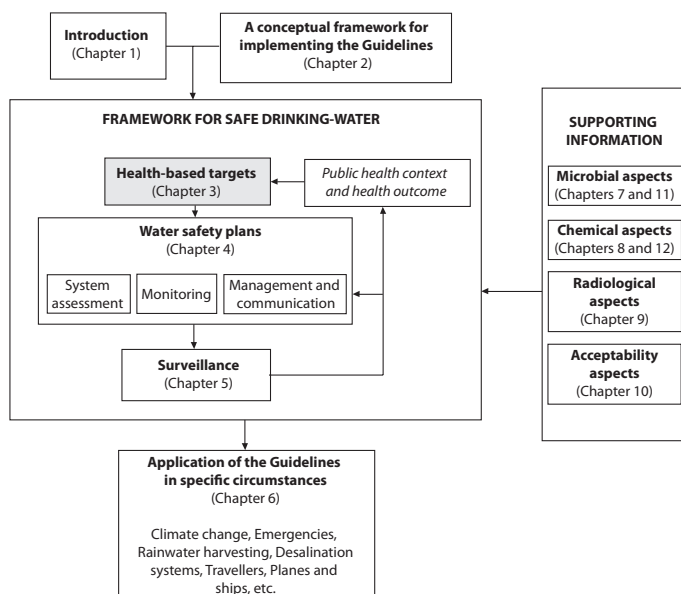 Introduction
(Chapter 1)
A conceptual framework for
implementing the Guidelines
(Chapter 2)
FRAMEWORK FOR SAFE DRINKING-WATER
Health-based targets
(Chapter 3)
Public health context
and health outcome
Water safety plans
(Chapter 4)
System
assessment
Monitoring
Management and
communication
Surveillance
(Chapter 5)
SUPPORTING
INFORMATION
Microbial aspects
(Chapters 7 and 11)
Chemical aspects
(Chapters 8 and 12)
Radiological
aspects
(Chapter 9)
Acceptability
aspects
(Chapter 10)
Application of the Guidelines
in specific circumstances
(Chapter 6)
Climate change, Emergencies,
Rainwater harvesting, Desalination
systems, Travellers, Planes and
ships, etc.